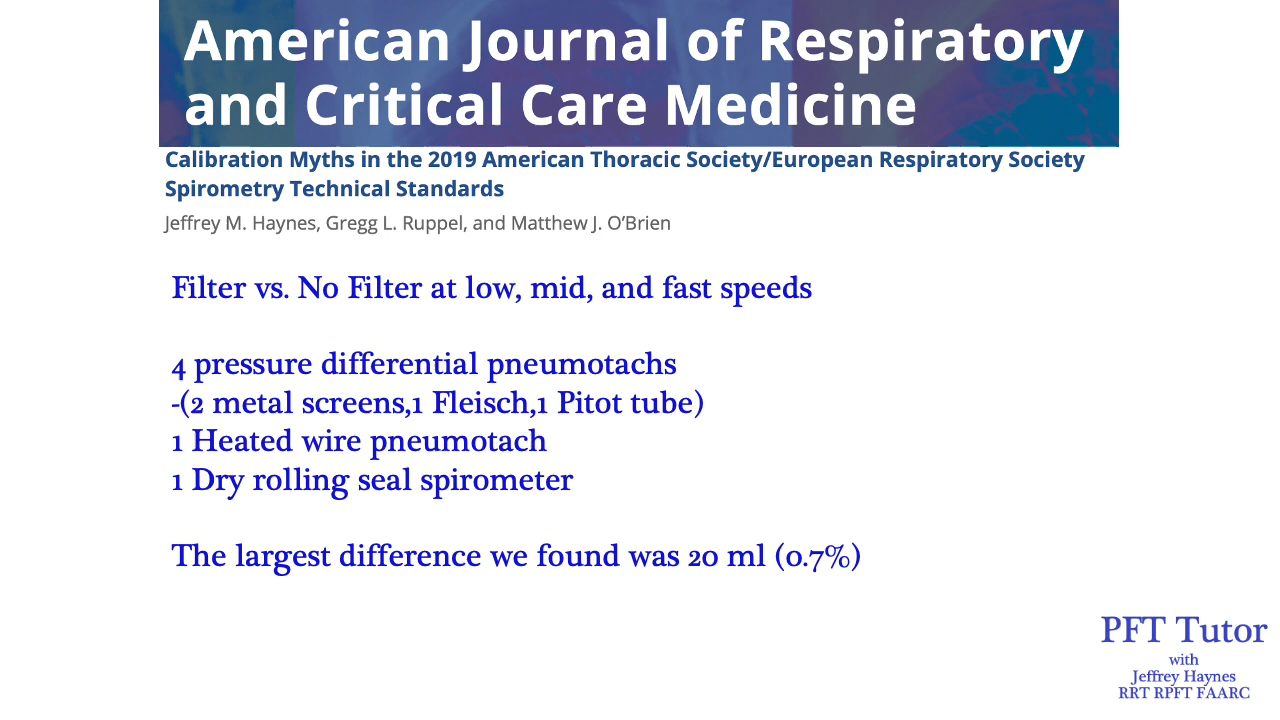 American Journal of Respiratory
and Critical Care Medicine
Calibration Myths in the 2019 American Thoracic Society/European Respiratory Society
Spirometry Technical Standards
Jeffrey M. Haynes, Gregg L. Ruppel, and Matthew J. O’Brien
Filter vs. No Filter at low, mid, and fast speeds
4 pressure differential pneumotachs
-(2 metal screens,1 Fleisch,1 Pitot tube)
1 Heated wire pneumotach
1 Dry rolling seal spirometer
The largest difference we found was 20 ml (0.7%)
PFT Tutor
with
Jeffrey Haynes
RRT RPFT FAARC